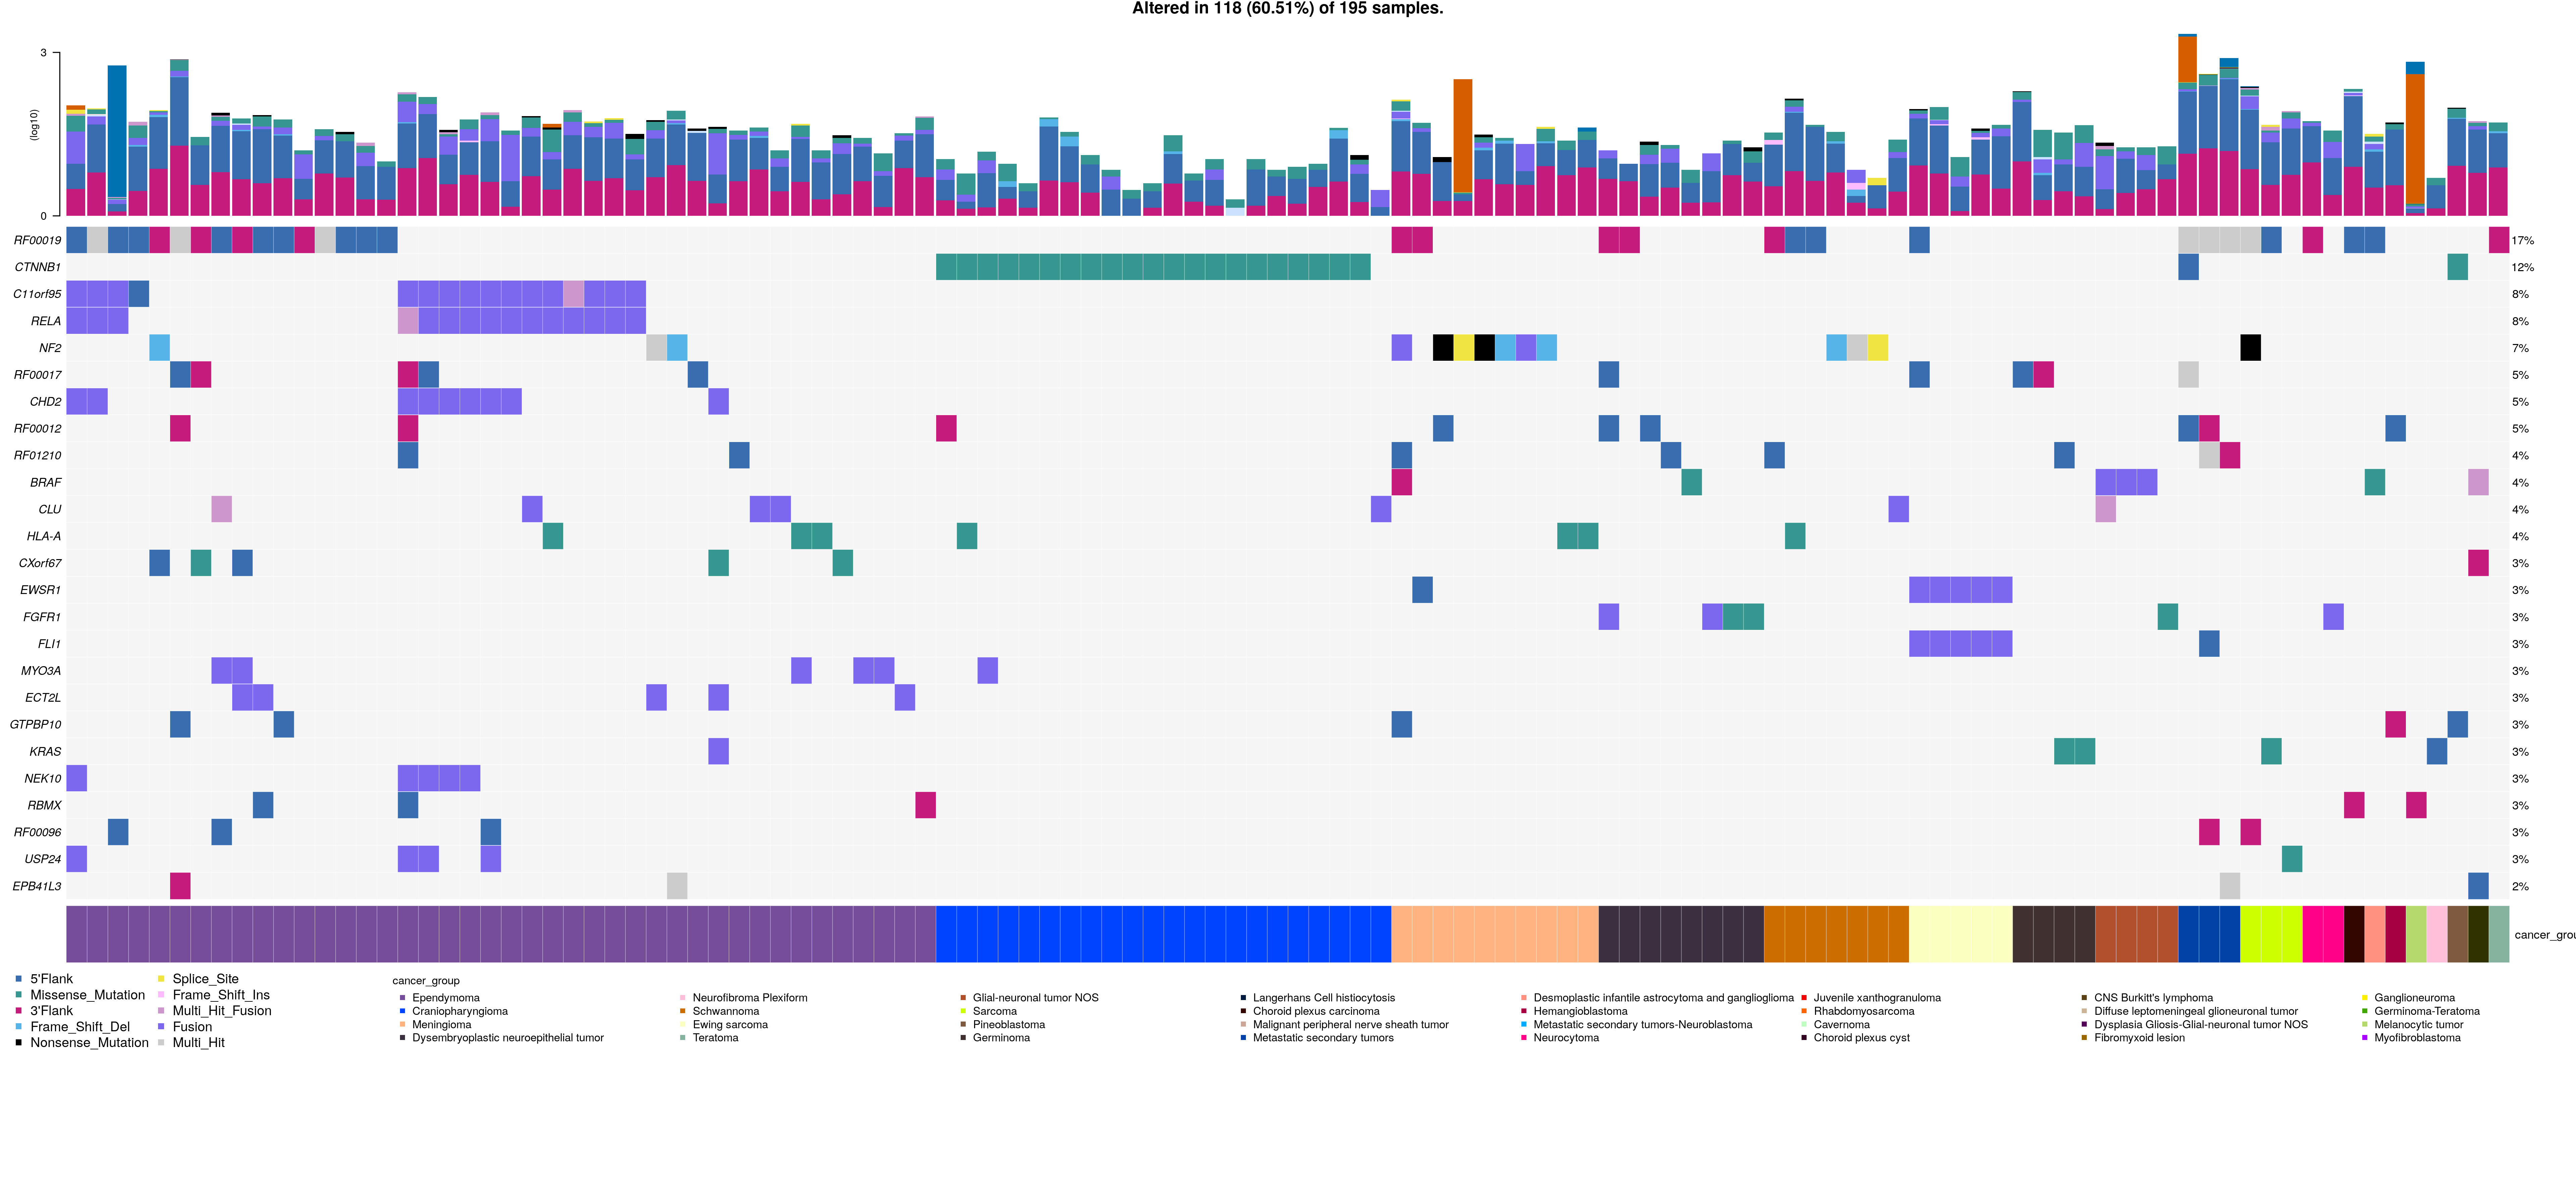 Altered in 118 (60.51%) of 195 samples.
3
(log10)
0
RF00019 17%
CTNNB1 12%
C11orf95 8%
RELA 8%
NF2 7%
RF00017 5%
CHD2 5%
RF00012 5%
RF01210 4%
BRAF 4%
CLU 4%
HLA-A 4%
CXorf67 3%
EWSR1 3%
FGFR1 3%
FLI1 3%
MYO3A 3%
ECT2L 3%
GTPBP10 3%
KRAS 3%
NEK10 3%
RBMX 3%
RF00096 3%
USP24 3%
EPB41L3 2%
cancer_grou
5'Flank
Missense_Mutation
3'Flank
Frame_Shift_Del
Nonsense_Mutation
Splice_Site
Frame_Shift_Ins
Multi_Hit_Fusion
Fusion
Multi_Hit
cancer_group
Ependymoma
Craniopharyngioma
Meningioma
Dysembryoplastic neuroepithelial tumor
Neurofibroma Plexiform
Schwannoma
Ewing sarcoma
Teratoma
Glial-neuronal tumor NOS
Sarcoma
Pineoblastoma
Germinoma
Langerhans Cell histiocytosis
Choroid plexus carcinoma
Malignant peripheral nerve sheath tumor
Metastatic secondary tumors
Desmoplastic infantile astrocytoma and ganglioglioma
Hemangioblastoma
Metastatic secondary tumors-Neuroblastoma
Neurocytoma
Juvenile xanthogranuloma
Rhabdomyosarcoma
Cavernoma
Choroid plexus cyst
CNS Burkitt's lymphoma
Diffuse leptomeningeal glioneuronal tumor
Dysplasia Gliosis-Glial-neuronal tumor NOS
Fibromyxoid lesion
Ganglioneuroma
Germinoma-Teratoma
Melanocytic tumor
Myofibroblastoma